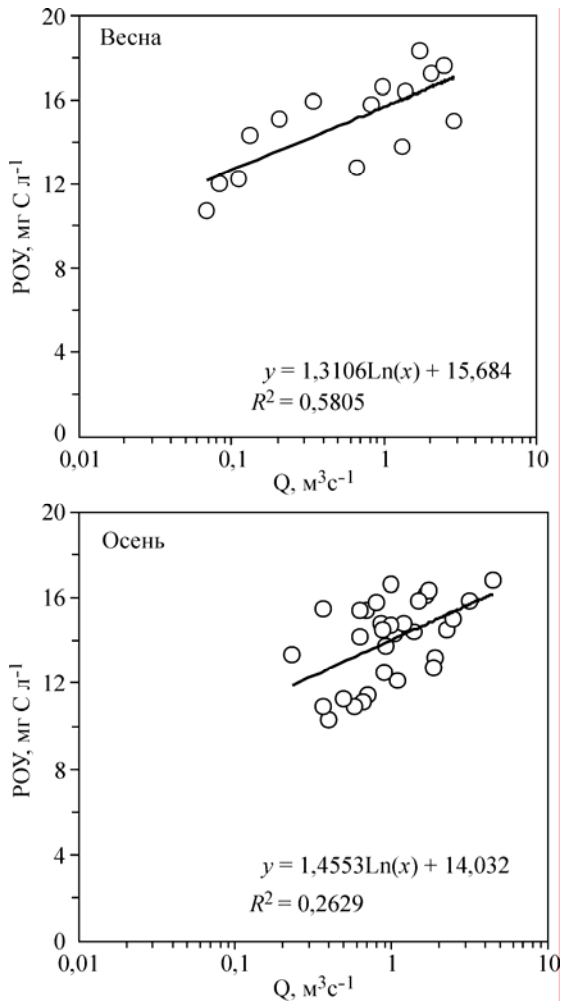 20
Весна
16
12
8
4
0
РОУ, мг С л⁻¹
y = 1,3106Ln(x) + 15,684
R² = 0,5805
0,01 0,1 1 10
Q, м³с⁻¹
20
Осень
16
12
8
4
0
РОУ, мг С л⁻¹
y = 1,4553Ln(x) + 14,032
R² = 0,2629
0,01 0,1 1 10
Q, м³с⁻¹